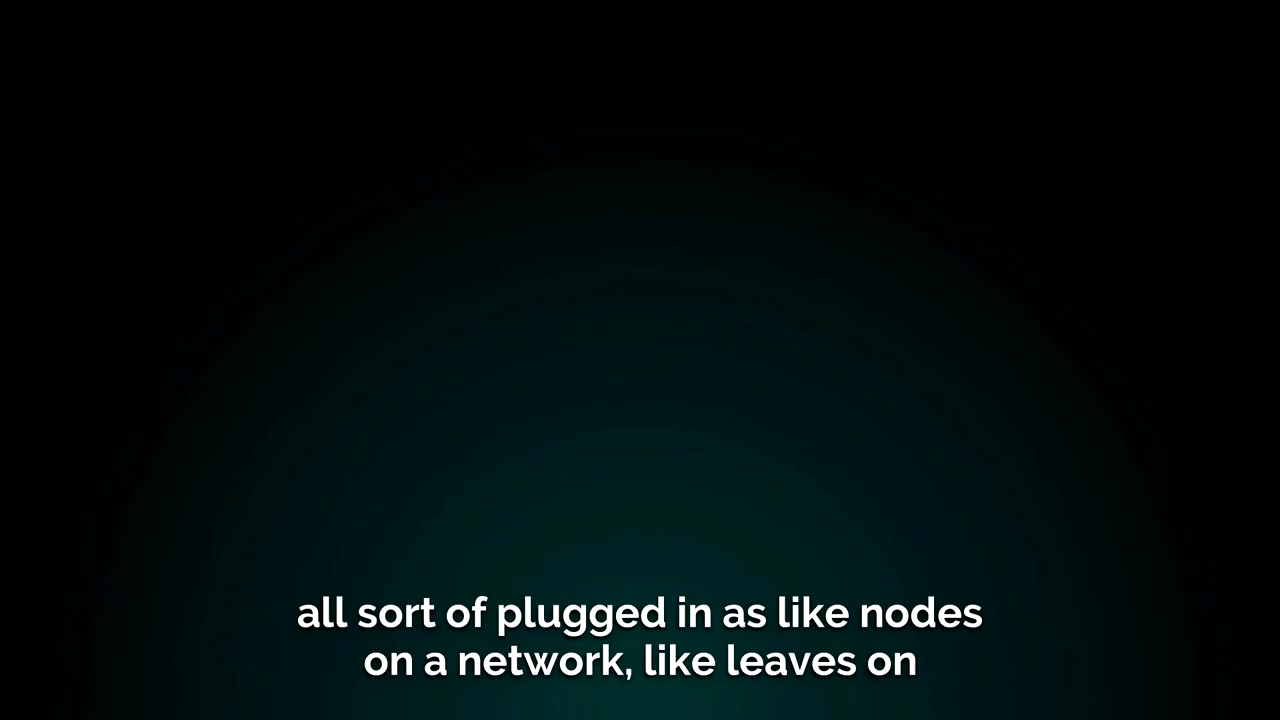 all sort of plugged in as like nodes
on a network, like leaves on